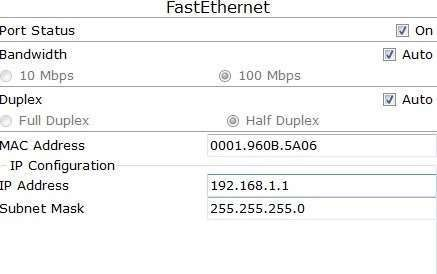 FastEthernet
Port Status On
Bandwidth Auto
10 Mbps 100 Mbps
Duplex Auto
Full Duplex Half Duplex
MAC Address 0001.960B.5A06
IP Configuration
IP Address 192.168.1.1
Subnet Mask 255.255.255.0